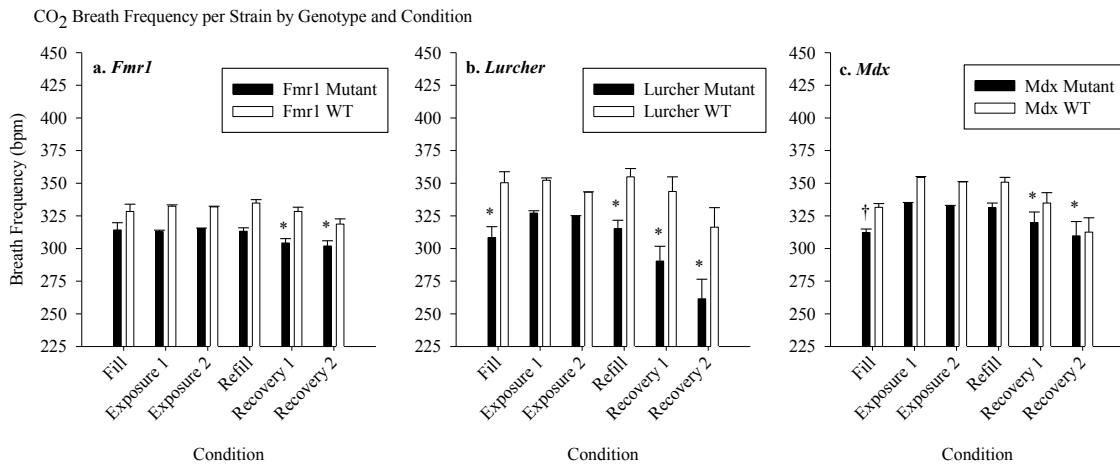 CO2 Breath Frequency per Strain by Genotype and Condition
Breath Frequency (bpm)
a. Fmr1
Fmr1 Mutant
Fmr1 WT
450
425
400
375
350
325
300
275
250
225
*
*
Fill
Exposure 1
Exposure 2
Refill
Recovery 1
Recovery 2
Condition
b. Lurcher
Lurcher Mutant
Lurcher WT
450
425
400
375
350
325
300
275
250
225
*
*
*
*
Fill
Exposure 1
Exposure 2
Refill
Recovery 1
Recovery 2
Condition
c. Mdx
Mdx Mutant
Mdx WT
450
425
400
375
350
325
300
275
250
225
†
*
*
Fill
Exposure 1
Exposure 2
Refill
Recovery 1
Recovery 2
Condition